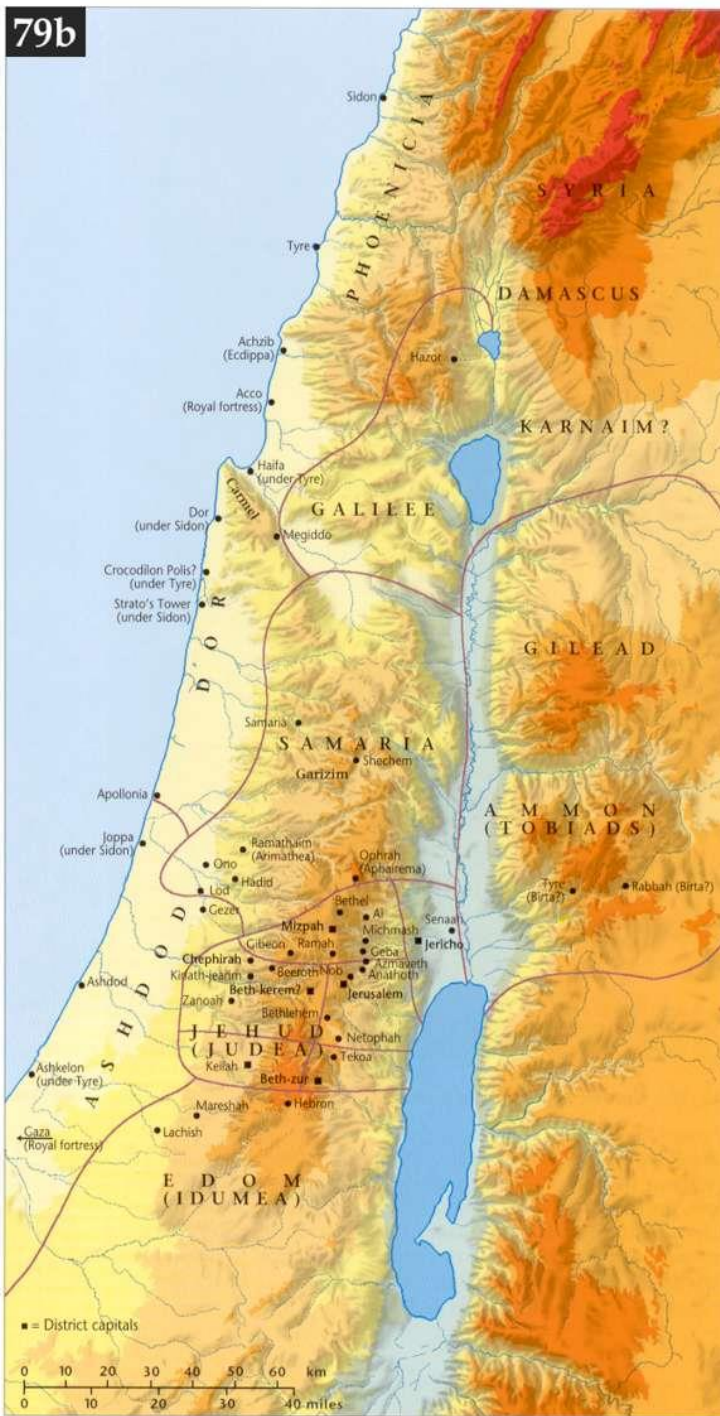 79b
Sidon
PHOENICIA
SYRIA
Tyre
DAMASCUS
Achzib
(Ecdippa)
Hazor
Acco
(Royal fortress)
KARNAIM?
Haifa
(under Tyre)
Carmel
GALILEE
Dor
(under Sidon)
Megiddo
Crocodilon Polis?
(under Tyre)
Strato's Tower
(under Sidon)
DOR
GILEAD
Samaria
SAMARIA
Shechem
Garizim
Apollonia
AMMON
(TOBIADS)
Joppa
(under Sidon)
Ramathaim
(Arimathea)
Ono
Ophrah
(Aphairema)
Hadid
Lod
Tyre
(Birta?)
Rabbah (Birta?)
Gezer
Bethel
Ai
Mizpah
Michmash
Senaah
Jericho
Gibeon
Ramah
Geba
Chephirah
Azmaveth
Kiriath-jearim
Beeroth
Nob
Anathoth
Beth-kerem?
Jerusalem
Ashdod
Zanoah
ASHDOD
Bethlehem
JEHUD
(JUDEA)
Netophah
Tekoa
Keilah
Beth-zur
Ashkelon
(under Tyre)
Hebron
Mareshah
Lachish
Gaza
(Royal fortress)
EDOM
(IDUMEA)
■ = District capitals
0 10 20 30 40 50 60 km
0 10 20 30 40 miles